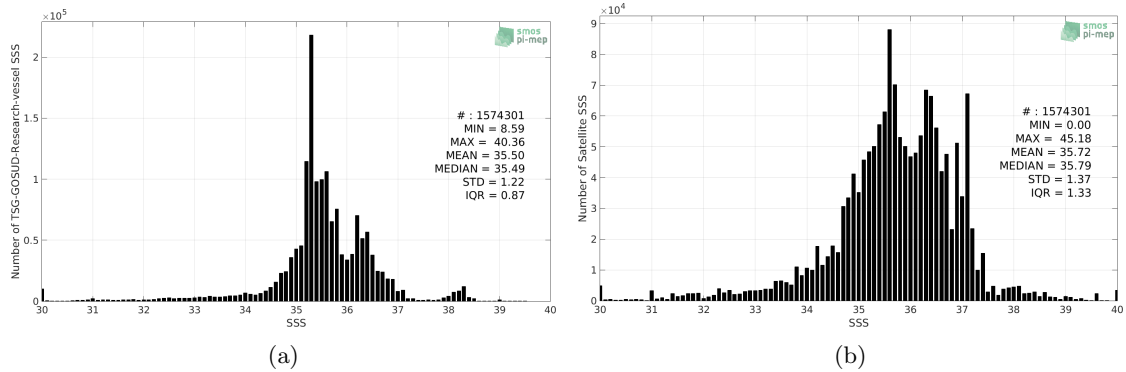 ×10⁵
smos
pi-mep
2
1.5
1
0.5
0
Number of TSG-GOSUD-Research-vessel SSS
# : 1574301
MIN = 8.59
MAX = 40.36
MEAN = 35.50
MEDIAN = 35.49
STD = 1.22
IQR = 0.87
30 31 32 33 34 35 36 37 38 39 40
SSS
(a)
×10⁴
smos
pi-mep
9
8
7
6
5
4
3
2
1
0
Number of Satellite SSS
# : 1574301
MIN = 0.00
MAX = 45.18
MEAN = 35.72
MEDIAN = 35.79
STD = 1.37
IQR = 1.33
30 31 32 33 34 35 36 37 38 39 40
SSS
(b)